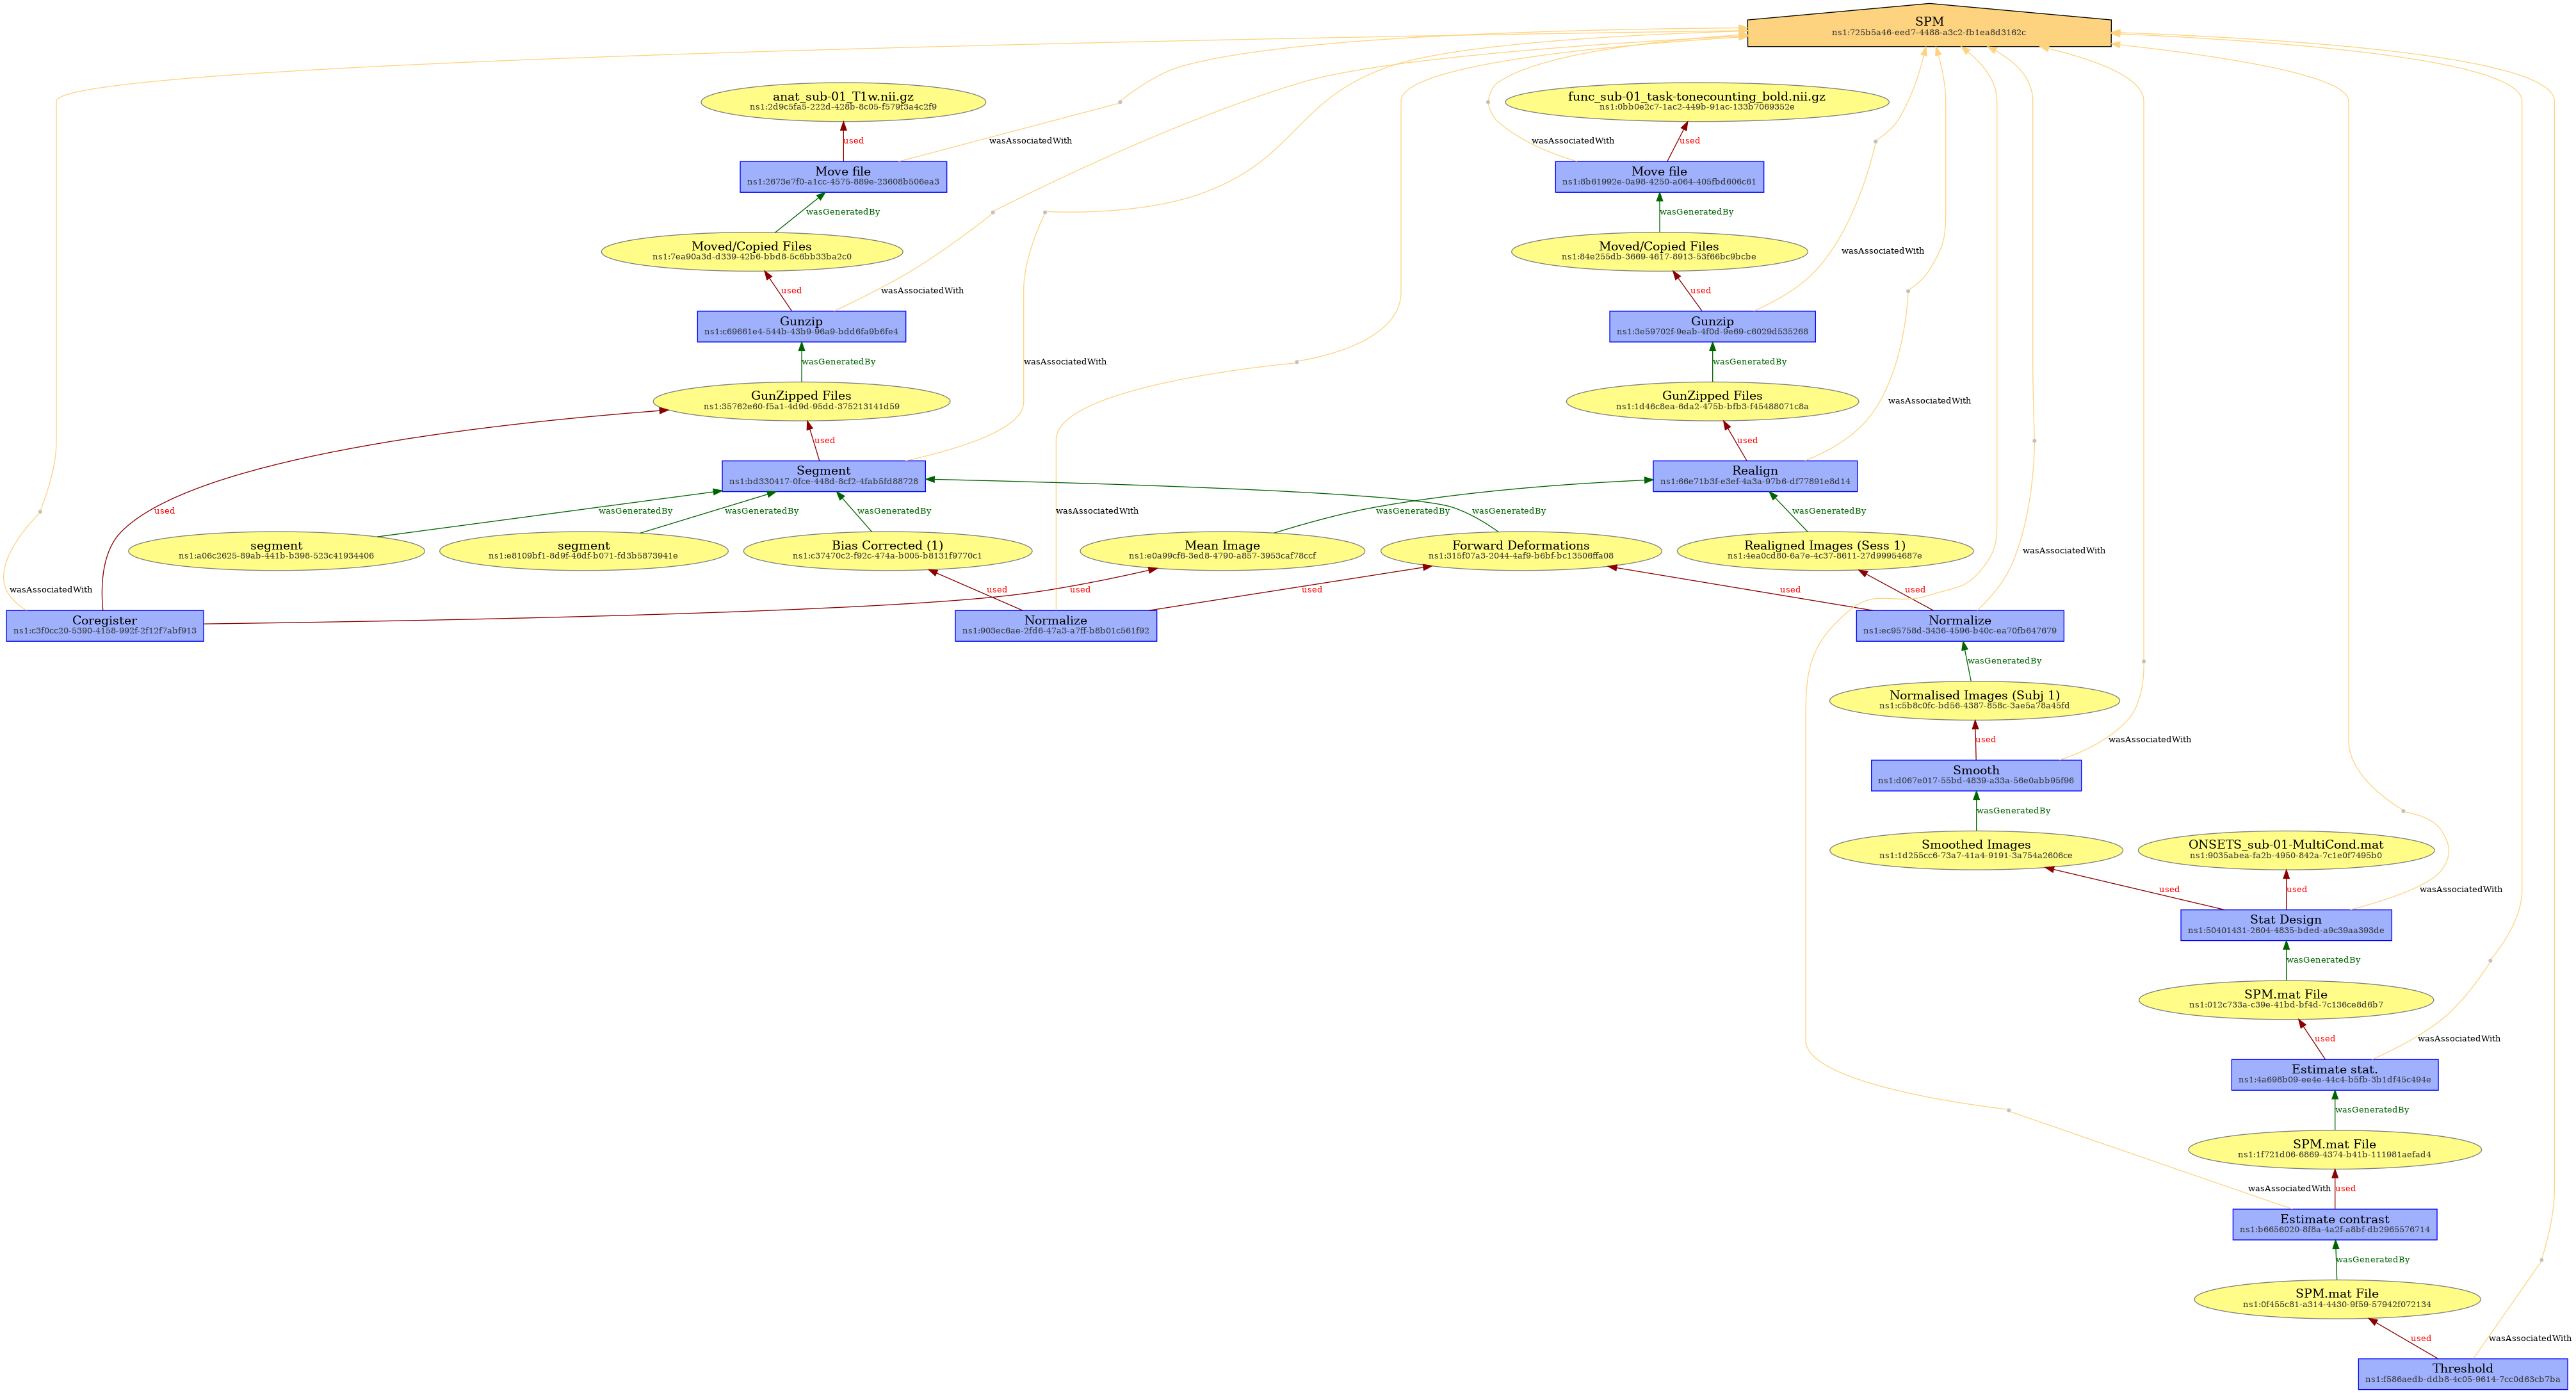 SPM
ns1:725b5a46-eed7-4488-a3c2-fb1ea8d3162c
anat_sub-01_T1w.nii.gz
ns1:2d9c5fa5-222d-428b-8c05-f579f3a4c2f9
func_sub-01_task-tonecounting_bold.nii.gz
ns1:0bb0e2c7-1ac2-449b-91ac-133b7069352e
used
wasAssociatedWith
wasAssociatedWith
used
Move file
ns1:2673e7f0-a1cc-4575-889e-23608b506ea3
Move file
ns1:8b61992e-0a98-4250-a064-405fbd606c61
wasGeneratedBy
wasGeneratedBy
Moved/Copied Files
ns1:7ea90a3d-d339-42b6-bbd8-5c6bb33ba2c0
Moved/Copied Files
ns1:84e255db-3669-4617-8913-53f66bc9bcbe
wasAssociatedWith
used
wasAssociatedWith
used
Gunzip
ns1:c69661e4-544b-43b9-96a9-bdd6fa9b6fe4
Gunzip
ns1:3e59702f-9eab-4f0d-9e69-c6029d535268
wasGeneratedBy
wasAssociatedWith
wasGeneratedBy
GunZipped Files
ns1:35762e60-f5a1-4d9d-95dd-375213141d59
GunZipped Files
ns1:1d46c8ea-6da2-475b-bfb3-f45488071c8a
wasAssociatedWith
used
used
Segment
ns1:bd330417-0fce-448d-8cf2-4fab5fd88728
Realign
ns1:66e71b3f-e3ef-4a3a-97b6-df77891e8d14
used
wasGeneratedBy
wasGeneratedBy
wasGeneratedBy
wasAssociatedWith
wasGeneratedBy
wasGeneratedBy
wasGeneratedBy
segment
ns1:a06c2625-89ab-441b-b398-523c41934406
segment
ns1:e8109bf1-8d9f-46df-b071-fd3b5873941e
Bias Corrected (1)
ns1:c37470c2-f92c-474a-b005-b8131f9770c1
Mean Image
ns1:e0a99cf6-3ed8-4790-a857-3953caf78ccf
Forward Deformations
ns1:315f07a3-2044-4af9-b6bf-bc13506ffa08
Realigned Images (Sess 1)
ns1:4ea0cd80-6a7e-4c37-8611-27d99954687e
wasAssociatedWith
wasAssociatedWith
used
used
used
used
used
Coregister
ns1:c3f0cc20-5390-4158-992f-2f12f7abf913
Normalize
ns1:903ec6ae-2fd6-47a3-a7ff-b8b01c561f92
Normalize
ns1:ec95758d-3436-4596-b40c-ea70fb647679
wasGeneratedBy
Normalised Images (Subj 1)
ns1:c5b8c0fc-bd56-4387-858c-3ae5a78a45fd
used
wasAssociatedWith
Smooth
ns1:d067e017-55bd-4839-a33a-56e0abb95f96
wasGeneratedBy
Smoothed Images
ns1:1d255cc6-73a7-41a4-9191-3a754a2606ce
ONSETS_sub-01-MultiCond.mat
ns1:9035abea-fa2b-4950-842a-7c1e0f7495b0
used
used
wasAssociatedWith
Stat Design
ns1:50401431-2604-4835-bded-a9c39aa393de
wasGeneratedBy
SPM.mat File
ns1:012c733a-c39e-41bd-bf4d-7c136ce8d6b7
used
wasAssociatedWith
Estimate stat.
ns1:4a698b09-ee4e-44c4-b5fb-3b1df45c494e
wasGeneratedBy
SPM.mat File
ns1:1f721d06-6869-4374-b41b-111981aefad4
wasAssociatedWith
used
Estimate contrast
ns1:b6656020-8f8a-4a2f-a8bf-db2965576714
wasGeneratedBy
SPM.mat File
ns1:0f455c81-a314-4430-9f59-57942f072134
used
wasAssociatedWith
Threshold
ns1:f586aedb-ddb8-4c05-9614-7cc0d63cb7ba